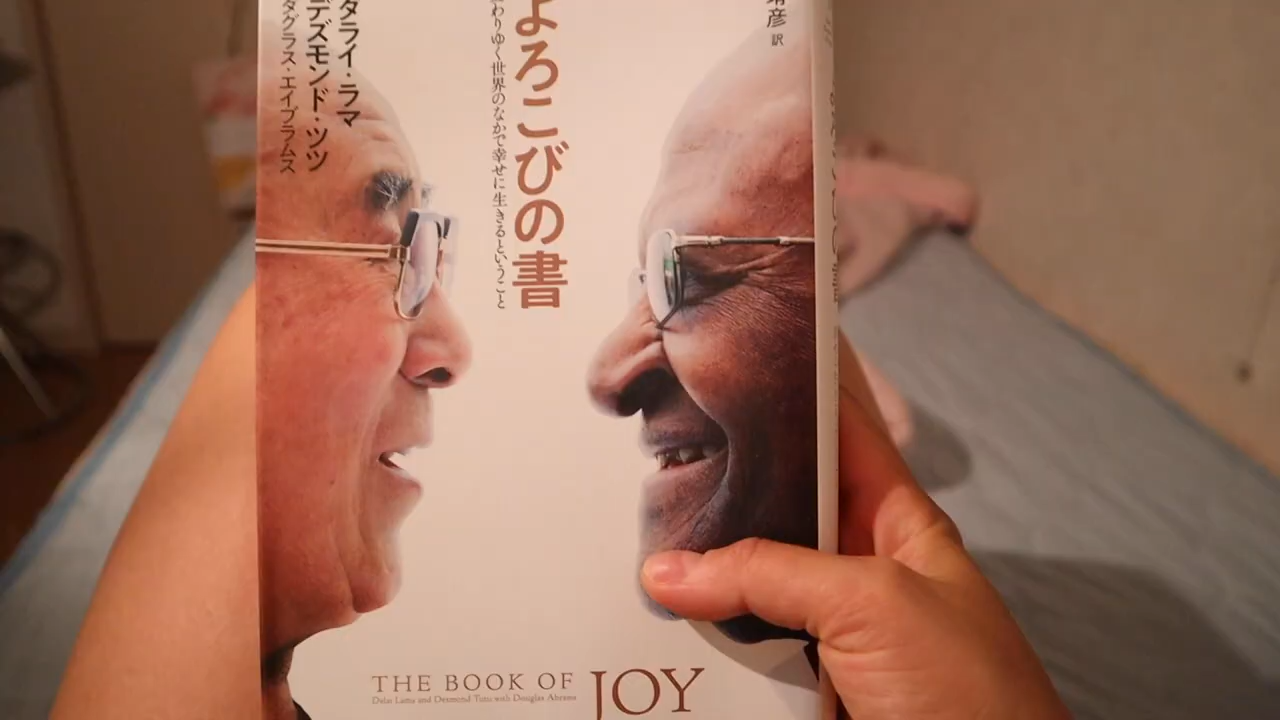 靖彦 訳
よろこびの書
わりゆく世界のなかで幸せに生きるということ
ダライ・ラマ
デズモンド・ツツ
ダグラス・エイブラムス
THE BOOK OF JOY
Dalai Lama and Desmond Tutu with Douglas Abrams